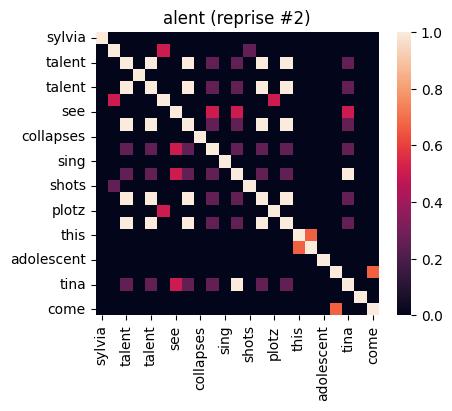 alent (reprise #2)
sylvia
talent
talent
see
collapses
sing
shots
plotz
this
adolescent
tina
come
1.0
0.8
0.6
0.4
0.2
0.0
sylvia
talent
talent
see
collapses
sing
shots
plotz
this
adolescent
tina
come